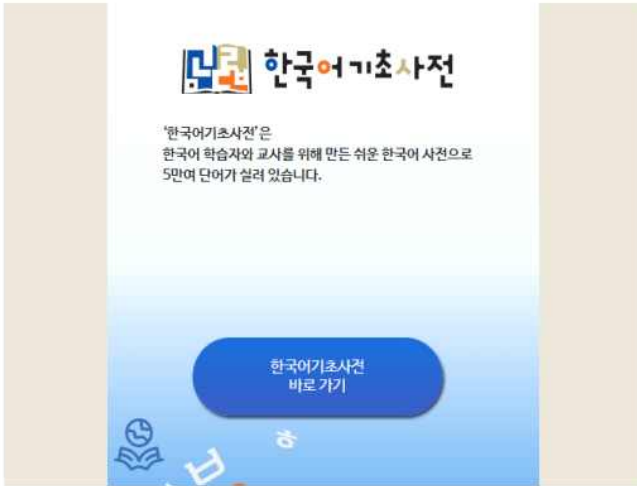 한국어기초사전
'한국어기초사전'은
한국어 학습자와 교사를 위해 만든 쉬운 한국어 사전으로
5만여 단어가 실려 있습니다.
한국어기초사전
바로 가기
ㅎ
ㅂ